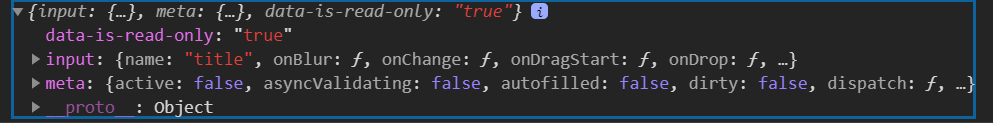 ▼{input: {…}, meta: {…}, data-is-read-only: "true"} i
data-is-read-only: "true"
▶ input: {name: "title", onBlur: ƒ, onChange: ƒ, onDragStart: ƒ, onDrop: ƒ, …}
▶ meta: {active: false, asyncValidating: false, autofilled: false, dirty: false, dispatch: ƒ, …}
▶ __proto__: Object